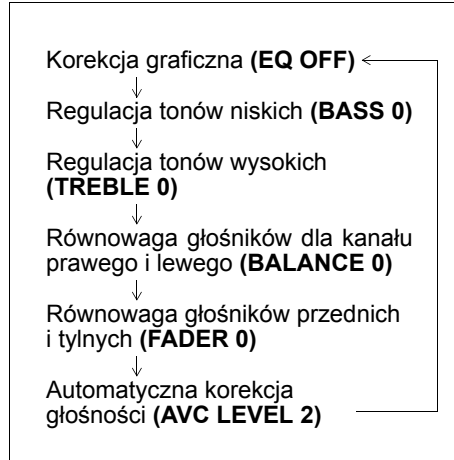 Korekcja graficzna (EQ OFF)
Regulacja tonów niskich (BASS 0)
Regulacja tonów wysokich
(TREBLE 0)
Równowaga głośników dla kanału
prawego i lewego (BALANCE 0)
Równowaga głośników przednich
i tylnych (FADER 0)
Automatyczna korekcja
głośności (AVC LEVEL 2)